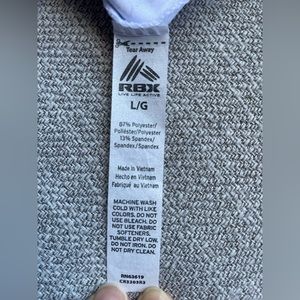 Tear Away
RBX
LIVE LIFE ACTIVE
L/G
87% Polyester/
Poliéster/Polyester
13% Spandex/
Spandex/Spandex
Made in Vietnam
Hecho en Vietnam
Fabriqué au Vietnam
MACHINE WASH
COLD WITH LIKE
COLORS. DO NOT
USE BLEACH. DO NOT
USE FABRIC
SOFTENERS.
TUMBLE DRY LOW.
DO NOT IRON. DO
NOT DRY CLEAN.
RN63619